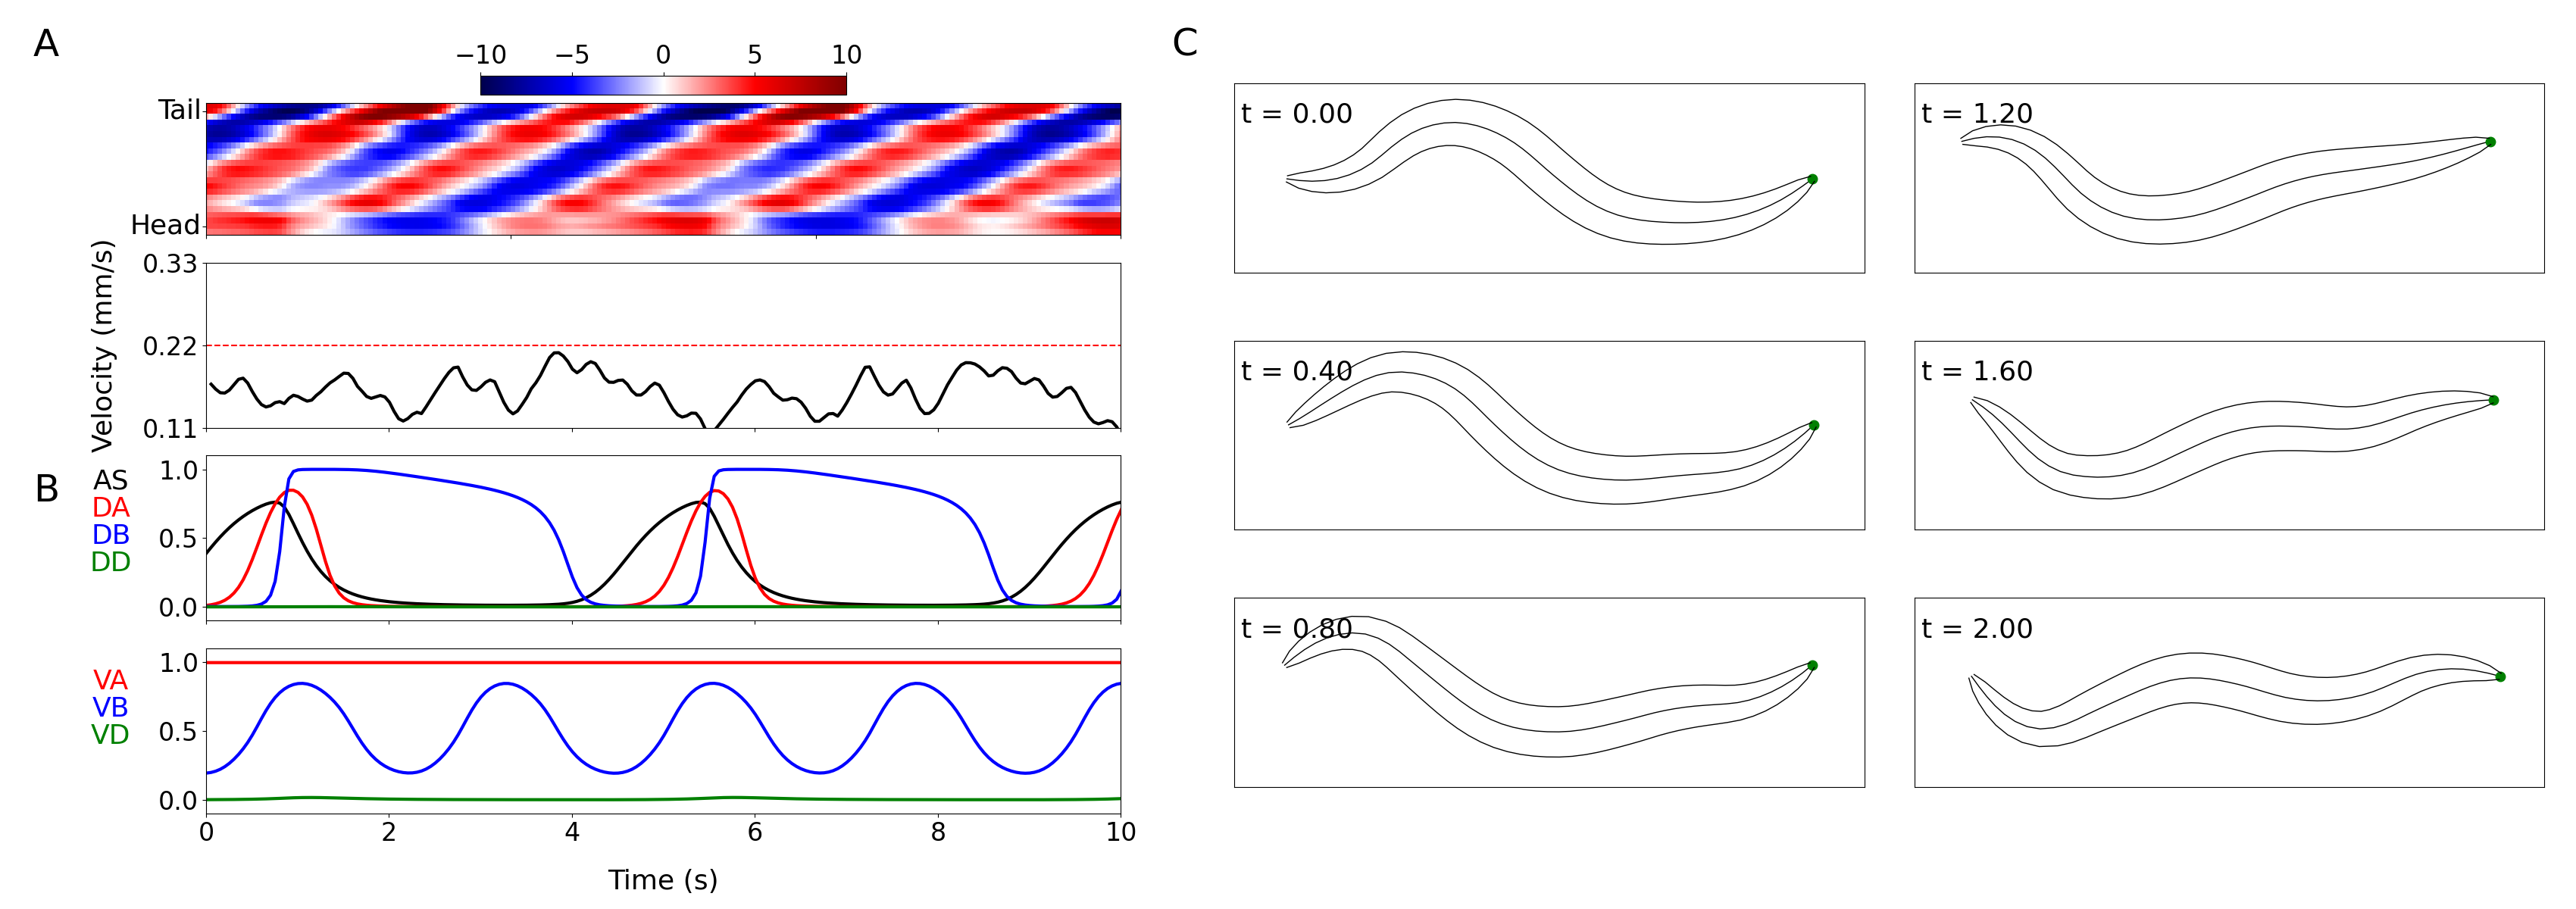 A
−10 −5 0 5 10
Tail
Head
Velocity (mm/s)
0.33
0.22
0.11
B
AS
DA
DB
DD
1.0
0.5
0.0
VA
VB
VD
1.0
0.5
0.0
0 2 4 6 8 10
Time (s)
C
t = 0.00
t = 1.20
t = 0.40
t = 1.60
t = 0.80
t = 2.00